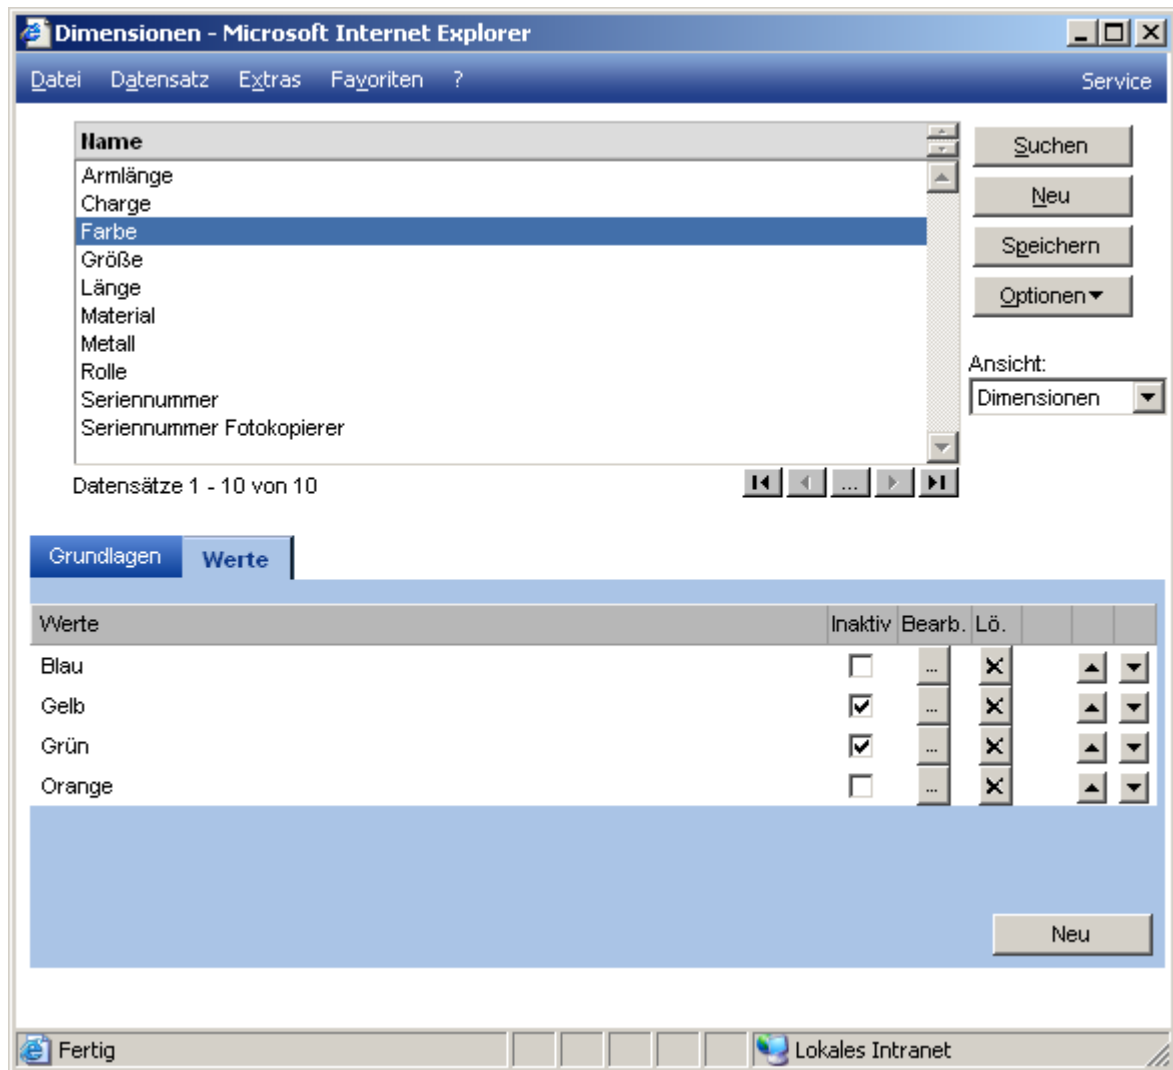 Dimensionen - Microsoft Internet Explorer
Datei Datensatz Extras Favoriten ? Service
Name
Armlänge
Charge
Farbe
Größe
Länge
Material
Metall
Rolle
Seriennummer
Seriennummer Fotokopierer
Datensätze 1 - 10 von 10
...
Suchen
Neu
Speichern
Optionen
Ansicht:
Dimensionen
Grundlagen Werte
Werte Inaktiv Bearb. Lö.
Blau ...
Gelb ...
Grün ...
Orange ...
Neu
Fertig Lokales Intranet